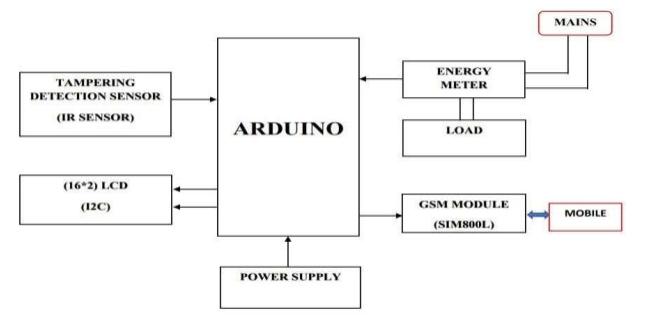 MAINS
TAMPERING
DETECTION SENSOR
(IR SENSOR)
ARDUINO
ENERGY
METER
LOAD
(16*2) LCD
(I2C)
GSM MODULE
(SIM800L)
MOBILE
POWER SUPPLY